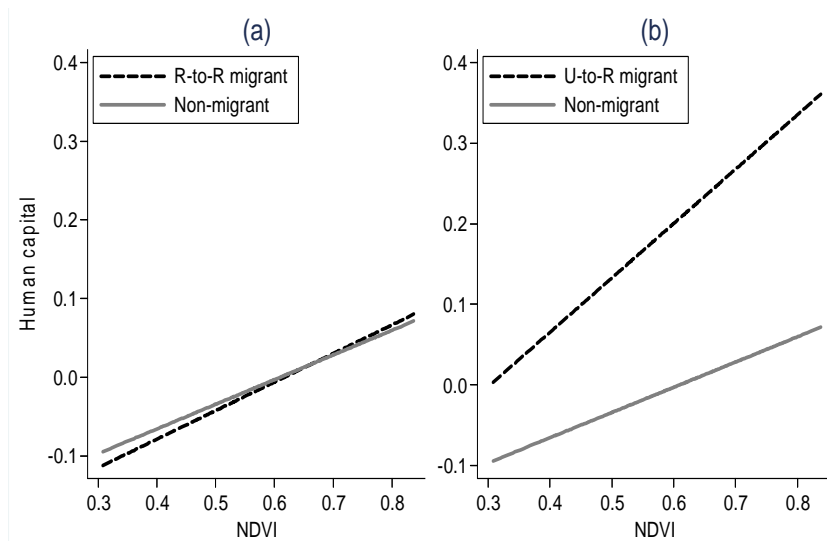 (a)
R-to-R migrant
Non-migrant
Human capital
0.4
0.3
0.2
0.1
0.0
-0.1
0.3 0.4 0.5 0.6 0.7 0.8
NDVI
(b)
U-to-R migrant
Non-migrant
0.4
0.3
0.2
0.1
0.0
-0.1
0.3 0.4 0.5 0.6 0.7 0.8
NDVI